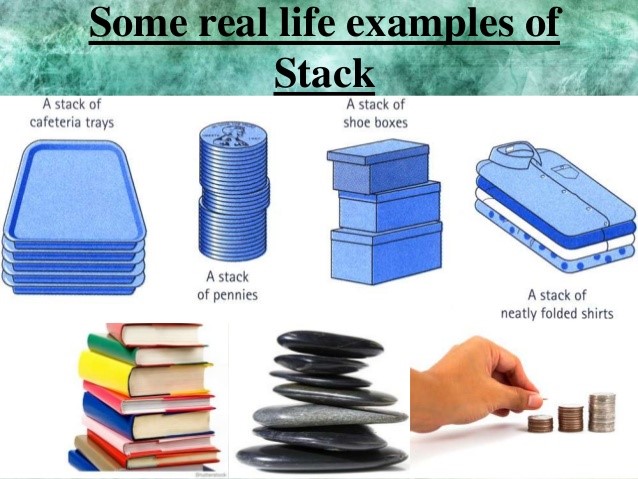 Some real life examples of
Stack
A stack of
cafeteria trays
A stack
of pennies
A stack of
shoe boxes
A stack of
neatly folded shirts